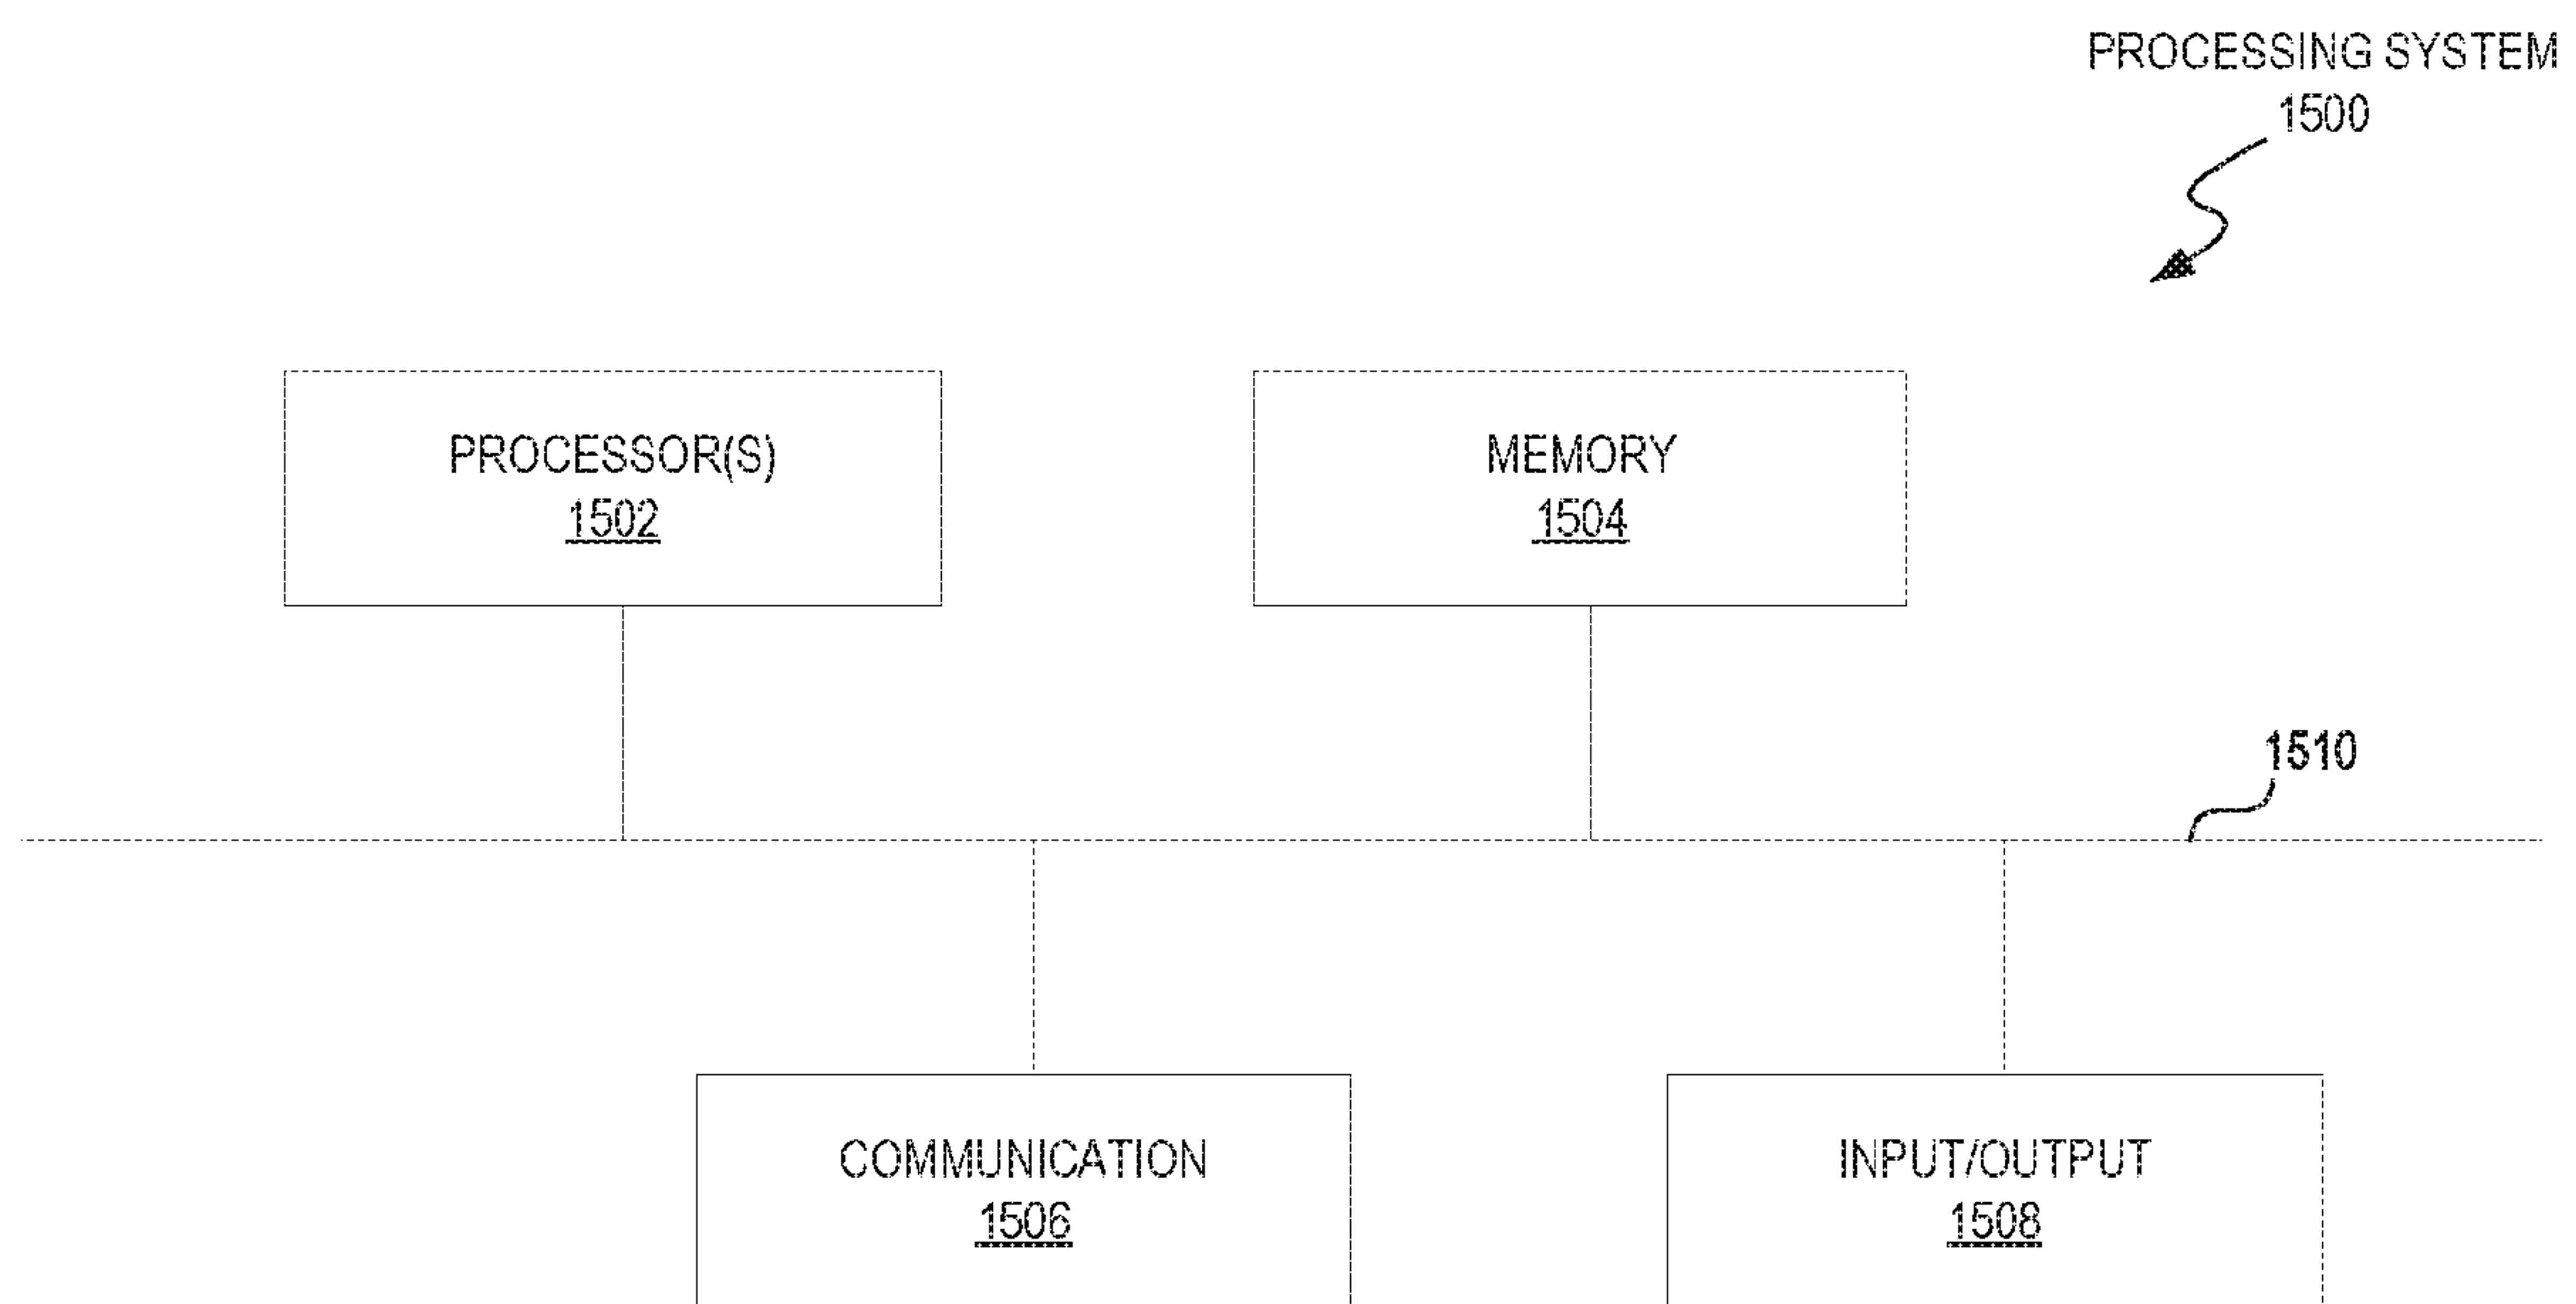 PROCESSING SYSTEM
1500
PROCESSOR(S)
1502
MEMORY
1504
1510
COMMUNICATION
1506
INPUT/OUTPUT
1508